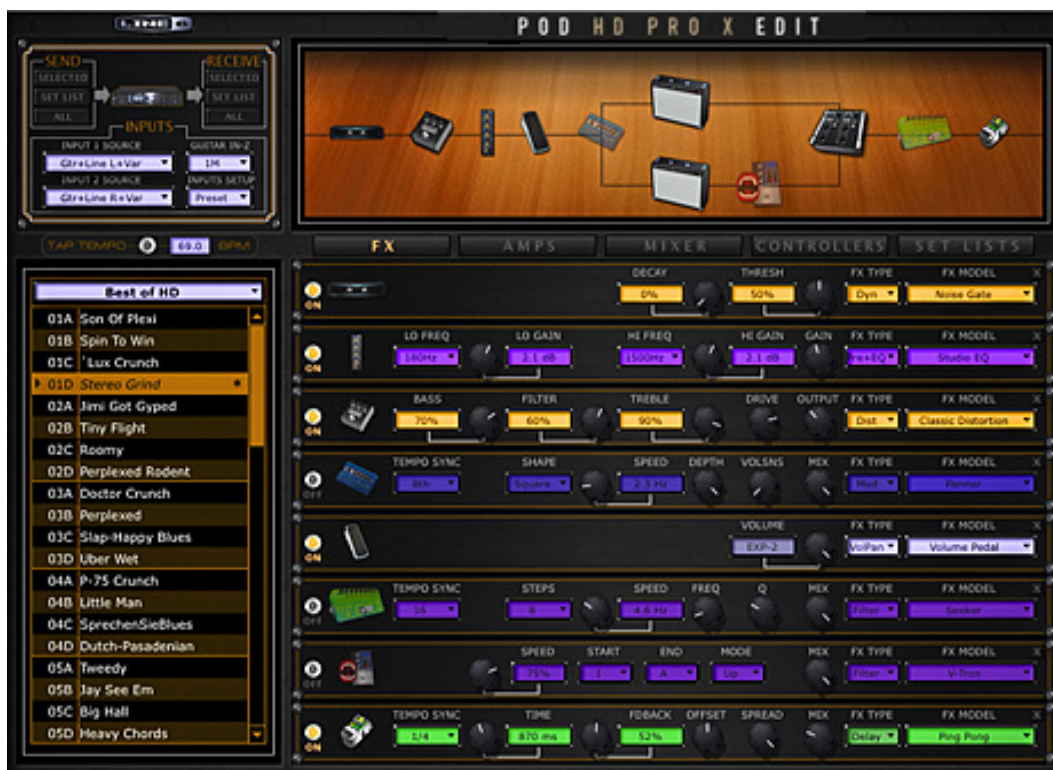 LINE 6
POD HD PRO X EDIT
SEND
RECEIVE
SELECTED
SELECTED
SET LIST
SET LIST
ALL
ALL
INPUTS
INPUT 1 SOURCE GUITAR IN-Z
Gtr+Line L+Var 1M
INPUT 2 SOURCE INPUTS SETUP
Gtr+Line R+Var Preset
TAP TEMPO 69.0 BPM
FX AMPS MIXER CONTROLLERS SET LISTS
Best of HD
01A Son Of Plexi
01B Spin To Win
01C `Lux Crunch
01D Stereo Grind *
02A Jimi Got Gyped
02B Tiny Flight
02C Roomy
02D Perplexed Rodent
03A Doctor Crunch
03B Perplexed
03C Slap-Happy Blues
03D Uber Wet
04A P-75 Crunch
04B Little Man
04C SprechenSieBlues
04D Dutch-Pasadenian
05A Tweedy
05B Jay See Em
05C Big Hall
05D Heavy Chords
DECAY THRESH FX TYPE FX MODEL X
ON 0% 50% Dyn Noise Gate
LO FREQ LO GAIN HI FREQ HI GAIN GAIN FX TYPE FX MODEL X
ON 160Hz 2.1 dB 1500Hz 2.1 dB re+EQ Studio EQ
BASS FILTER TREBLE DRIVE OUTPUT FX TYPE FX MODEL X
ON 70% 60% 90% Dist Classic Distortion
TEMPO SYNC SHAPE SPEED DEPTH VOLSNS MIX FX TYPE FX MODEL X
OFF 8th Square 2.3 Hz Mod Panner
VOLUME FX TYPE FX MODEL X
ON EXP-2 VolPan Volume Pedal
TEMPO SYNC STEPS SPEED FREQ Q MIX FX TYPE FX MODEL X
OFF 16 8 4.6 Hz Filter Seeker
SPEED START END MODE MIX FX TYPE FX MODEL X
OFF 75% 1 A Up Filter V-Tron
TEMPO SYNC TIME FDBACK OFFSET SPREAD MIX FX TYPE FX MODEL X
ON 1/4 870 ms 52% Delay Ping Pong